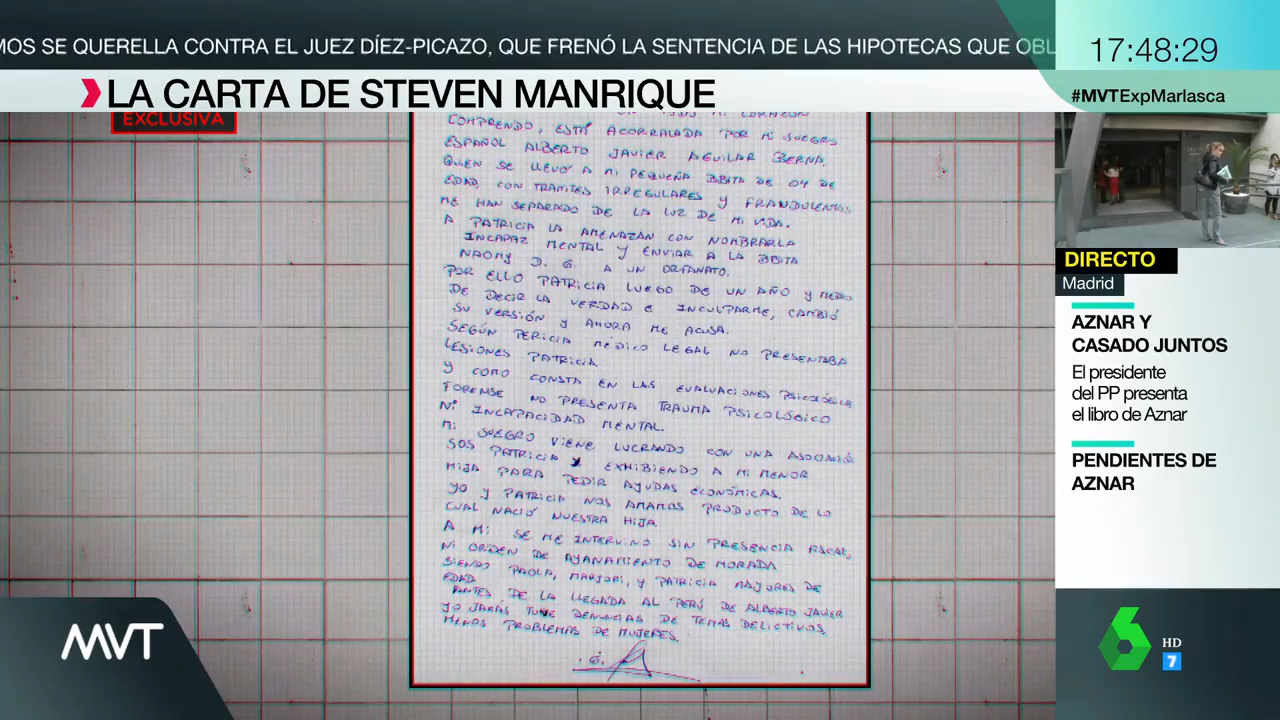 MOS SE QUERELLA CONTRA EL JUEZ DÍEZ-PICAZO, QUE FRENÓ LA SENTENCIA DE LAS HIPOTECAS QUE OBL
17:48:29
LA CARTA DE STEVEN MANRIQUE
#MVTExpMarlasca
EXCLUSIVA
TODO MI CORAZON
COMPRENDO, ESTÁ ACORRALADA POR MI SUEGRO
ESPAÑOL ALBERTO JAVIER AGUILAR BERNA
QUIEN SE LLEVÓ A MI PEQUEÑA BBITA DE 04 DE
EDAD, CON TRAMITES IRREGULARES Y FRANDULENTOS
ME HAN SEPARADO DE LA LUZ DE MI VIDA.
A PATRICIA LA AMENAZAN CON NOMBRARLA
INCAPAZ MENTAL Y ENVIAR A LA BBITA
NAOMY D. G. A UN ORFANATO.
POR ELLO PATRICIA LUEGO DE UN AÑO Y MEDIO
DE DECIR LA VERDAD E INCULPARME, CAMBIÓ
SU VERSIÓN Y AHORA ME ACUSA.
SEGÚN PERICIA MÉDICO LEGAL NO PRESENTABA
LESIONES PATRICIA.
Y COMO CONSTA EN LAS EVALUACIONES PSICOLÓGICAS
FORENSE NO PRESENTA TRAUMA PSICOLÓGICO
NI INCAPACIDAD MENTAL.
MI SUEGRO VIENE LUCRANDO CON UNA ASOCIACIÓN
SOS PATRICIA Y EXHIBIENDO A MI MENOR
HIJA PARA PEDIR AYUDAS ECONÓMICAS.
YO Y PATRICIA NOS AMAMOS PRODUCTO DE LO
CUAL NACIÓ NUESTRA HIJA.
A MI SE ME INTERVINO SIN PRESENCIA FISCAL,
NI ORDEN DE AYANAMIENTO DE MORADA
SIENDO PAOLA, MARJORI, Y PATRICIA MAYORES DE
EDAD.
ANTES DE LA LLEGADA AL PERÚ DE ALBERTO JAVIER
YO JAMÁS TUVE DENUNCIAS DE TEMAS DELICTIVOS,
MENOS PROBLEMAS DE MUJERES.
DIRECTO
Madrid
AZNAR Y
CASADO JUNTOS
El presidente
del PP presenta
el libro de Aznar
PENDIENTES DE
AZNAR
MVT
6
HD
7